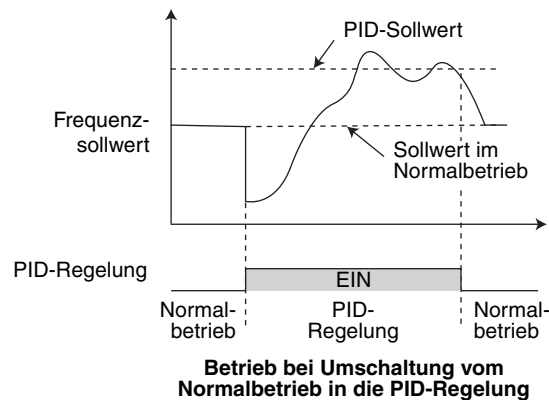 PID-Sollwert
Frequenz-
sollwert
Sollwert im
Normalbetrieb
PID-Regelung
EIN
Normal-
betrieb
PID-
Regelung
Normal-
betrieb
Betrieb bei Umschaltung vom
Normalbetrieb in die PID-Regelung